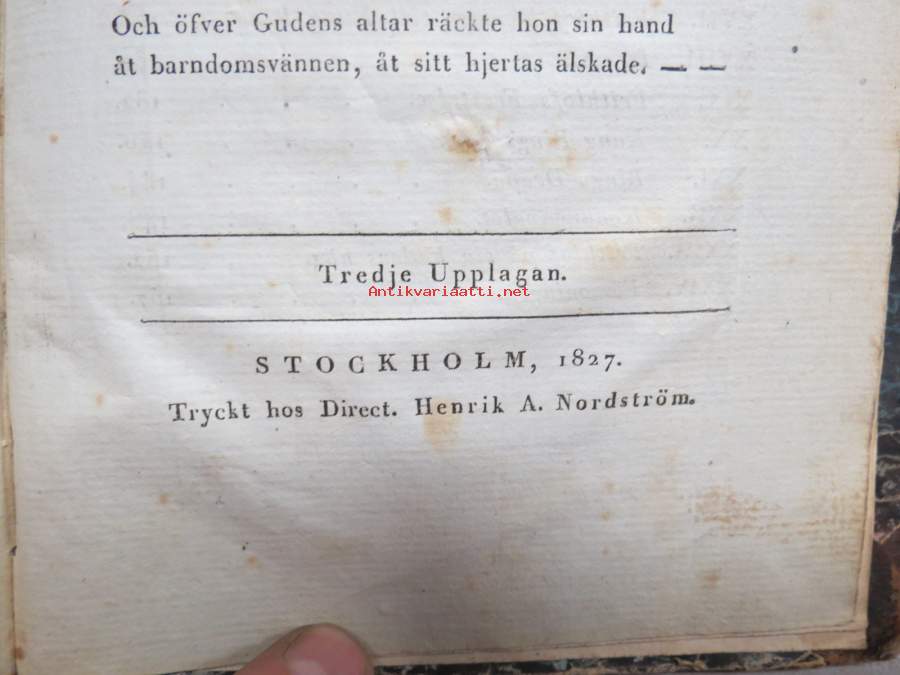 Och öfver Gudens altar räckte hon sin hand
åt barndomsvännen, åt sitt hjertas älskade. — —
Tredje Upplagan.
Antikvariaatti.net
STOCKHOLM, 1827.
Tryckt hos Direct. Henrik A. Nordström.